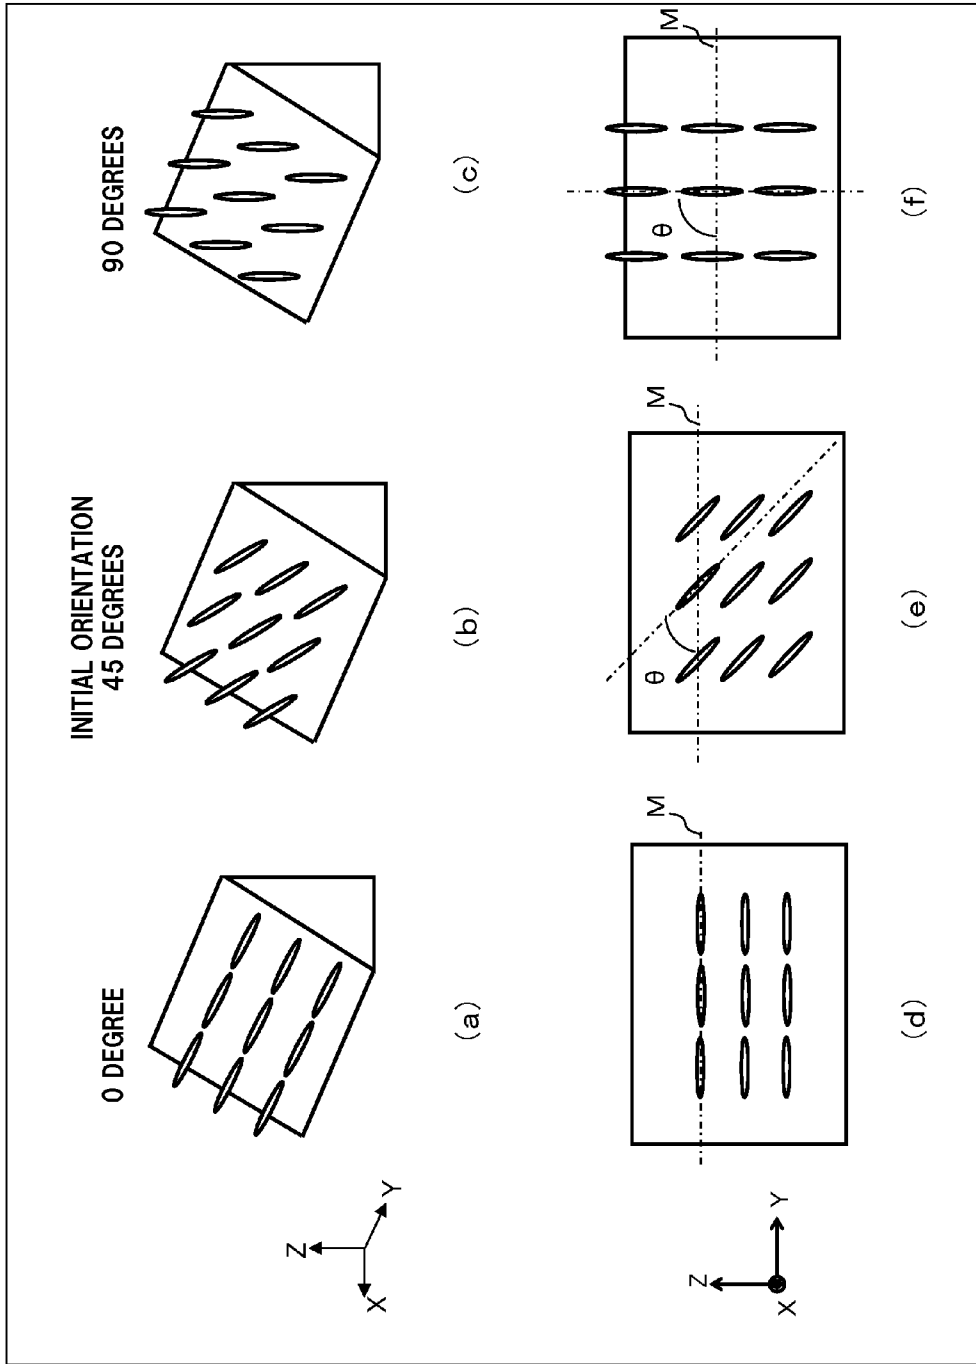 0 DEGREE
INITIAL ORIENTATION
45 DEGREES
90 DEGREES
Z
X
Y
(a)
(b)
(c)
M
M
M
θ
θ
Z
Y
X
(d)
(e)
(f)